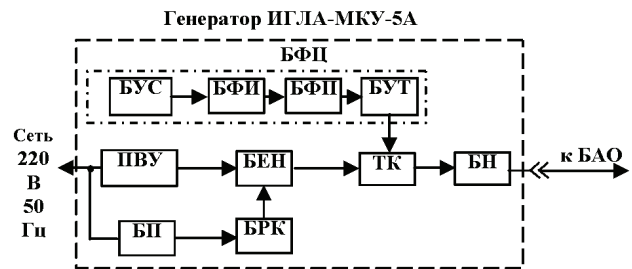 Генератор ИГЛА-МКУ-5А
БФЦ
БУС
БФИ
БФП
БУТ
Сеть
220
В
50
Гц
ПВУ
БЕН
ТК
БН
к БАО
БП
БРК